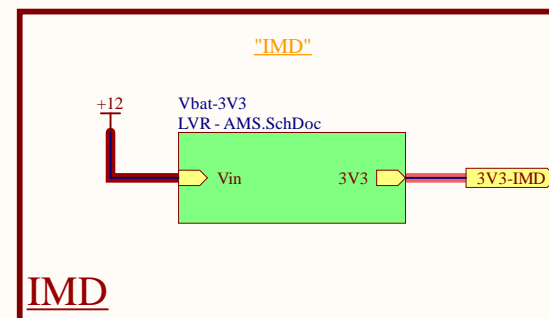 "IMD"
+12
Vbat-3V3
LVR - AMS.SchDoc
Vin
3V3
3V3-IMD
IMD